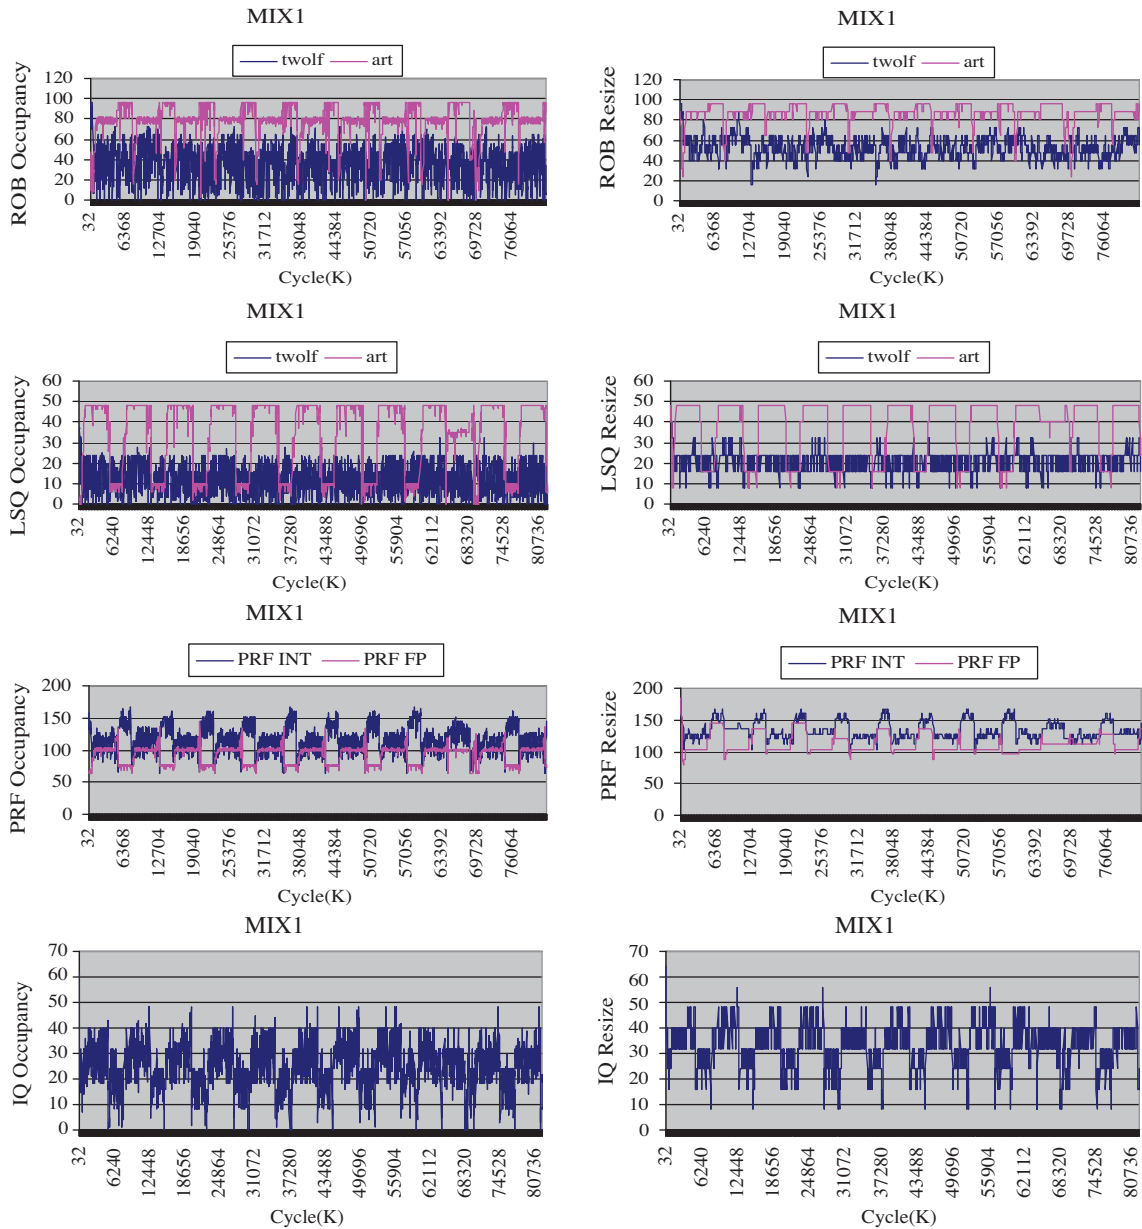 MIX1
twolf art
ROB Occupancy
120
100
80
60
40
20
0
32 6368 12704 19040 25376 31712 38048 44384 50720 57056 63392 69728 76064
Cycle(K)
MIX1
twolf art
ROB Resize
120
100
80
60
40
20
0
32 6368 12704 19040 25376 31712 38048 44384 50720 57056 63392 69728 76064
Cycle(K)
MIX1
twolf art
LSQ Occupancy
60
50
40
30
20
10
0
32 6240 12448 18656 24864 31072 37280 43488 49696 55904 62112 68320 74528 80736
Cycle(K)
MIX1
twolf art
LSQ Resize
60
50
40
30
20
10
0
32 6240 12448 18656 24864 31072 37280 43488 49696 55904 62112 68320 74528 80736
Cycle(K)
MIX1
PRF INT PRF FP
PRF Occupancy
200
150
100
50
0
32 6368 12704 19040 25376 31712 38048 44384 50720 57056 63392 69728 76064
Cycle(K)
MIX1
PRF INT PRF FP
PRF Resize
200
150
100
50
0
32 6368 12704 19040 25376 31712 38048 44384 50720 57056 63392 69728 76064
Cycle(K)
MIX1
IQ Occupancy
70
60
50
40
30
20
10
0
32 6240 12448 18656 24864 31072 37280 43488 49696 55904 62112 68320 74528 80736
Cycle(K)
MIX1
IQ Resize
70
60
50
40
30
20
10
0
32 6240 12448 18656 24864 31072 37280 43488 49696 55904 62112 68320 74528 80736
Cycle(K)